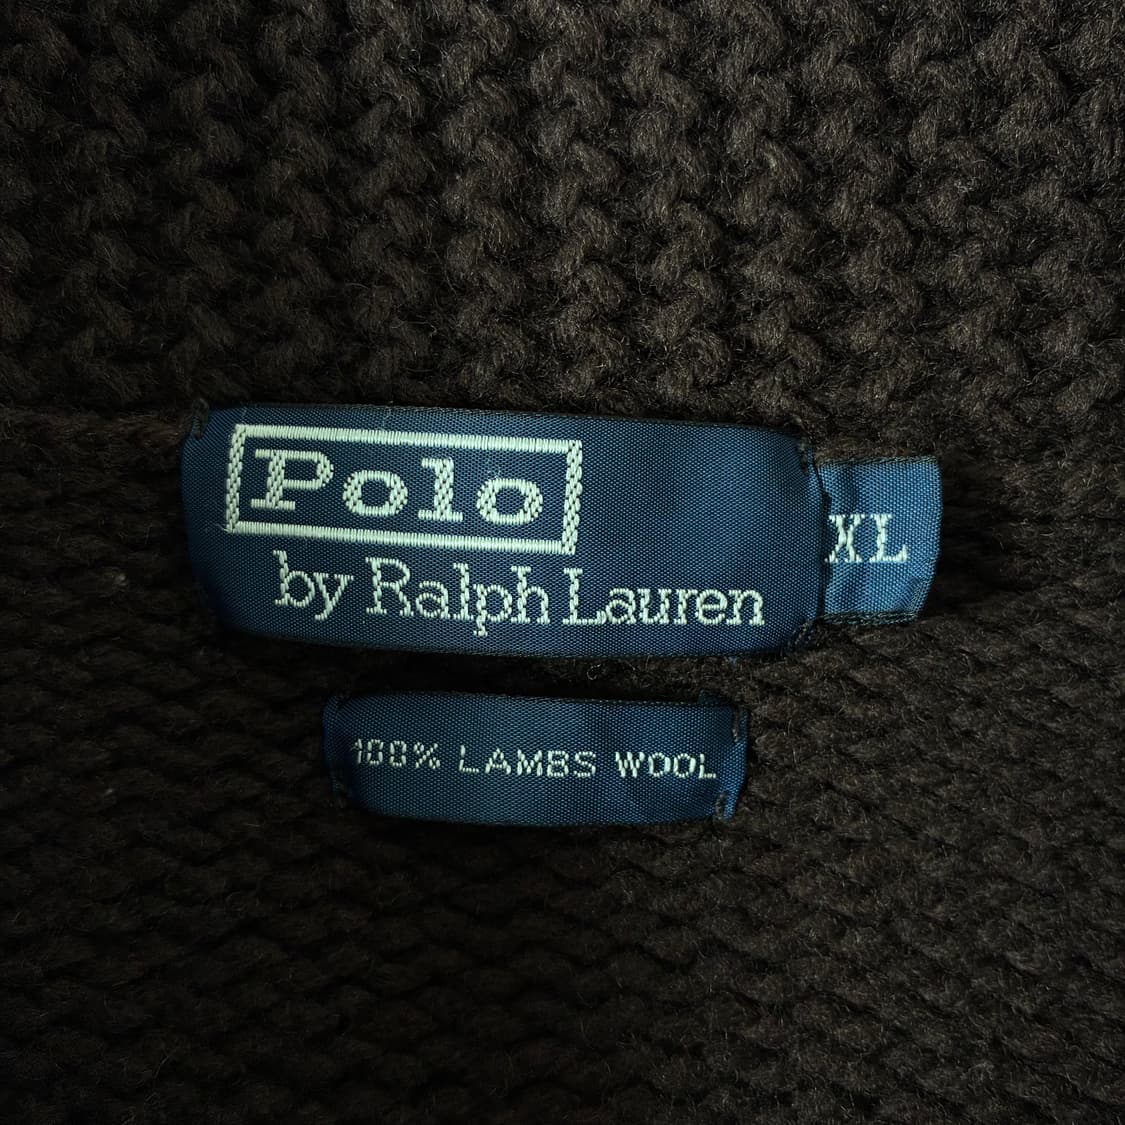 Polo
by Ralph Lauren
XL
100% LAMBS WOOL